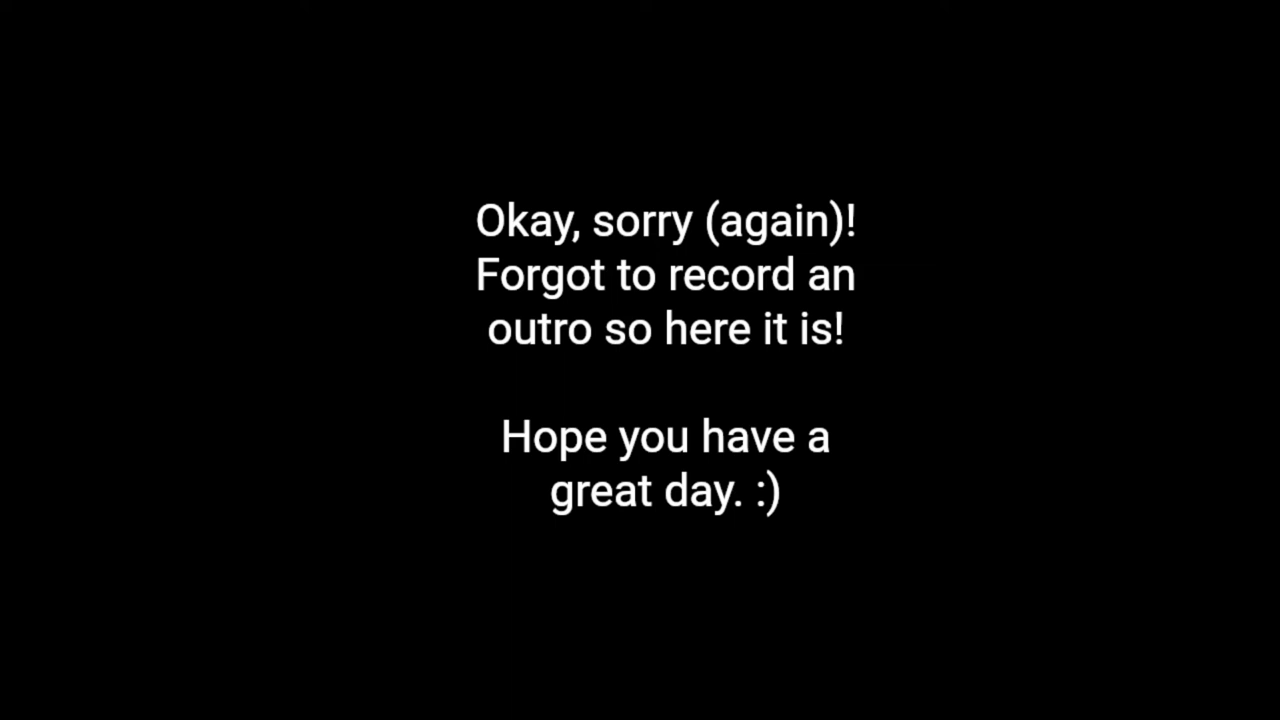 Okay, sorry (again)!
Forgot to record an
outro so here it is!
Hope you have a
great day. :)